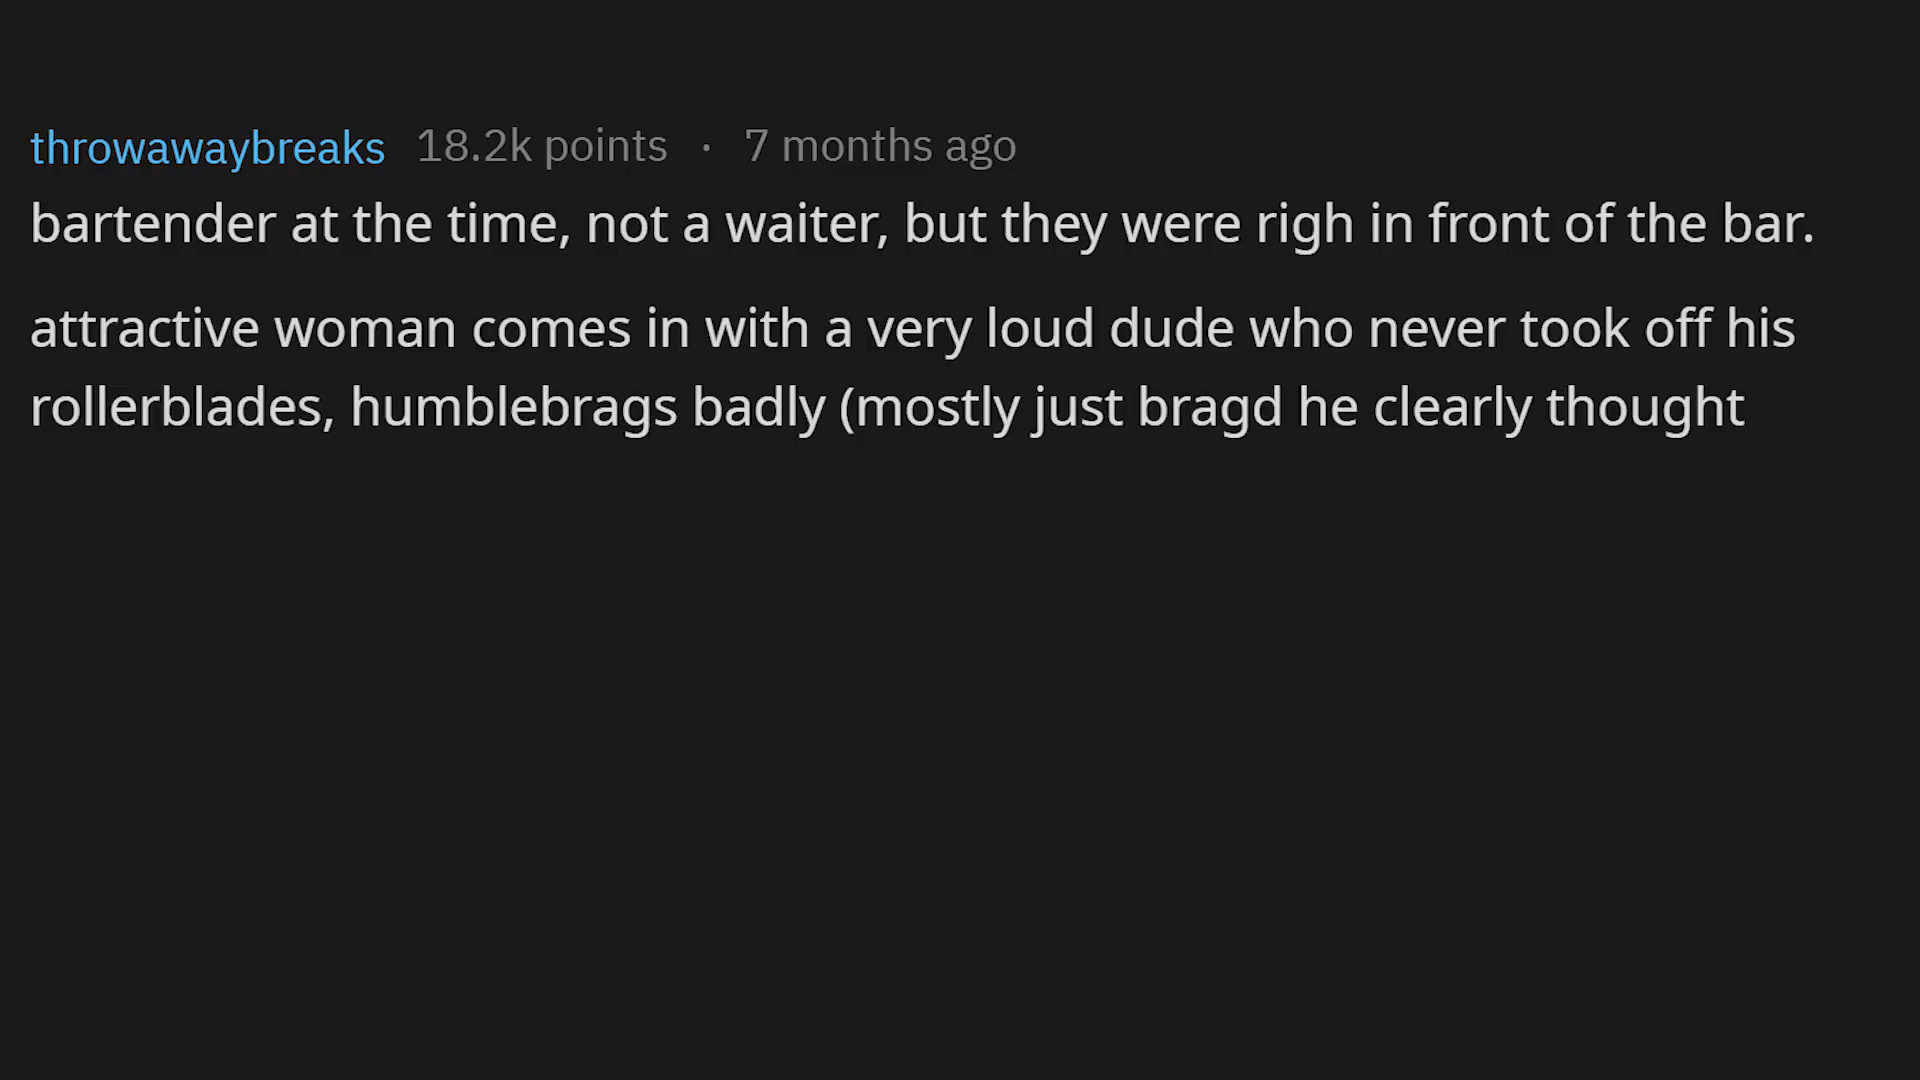 throwawaybreaks 18.2k points · 7 months ago
bartender at the time, not a waiter, but they were righ in front of the bar.
attractive woman comes in with a very loud dude who never took off his
rollerblades, humblebrags badly (mostly just bragd he clearly thought